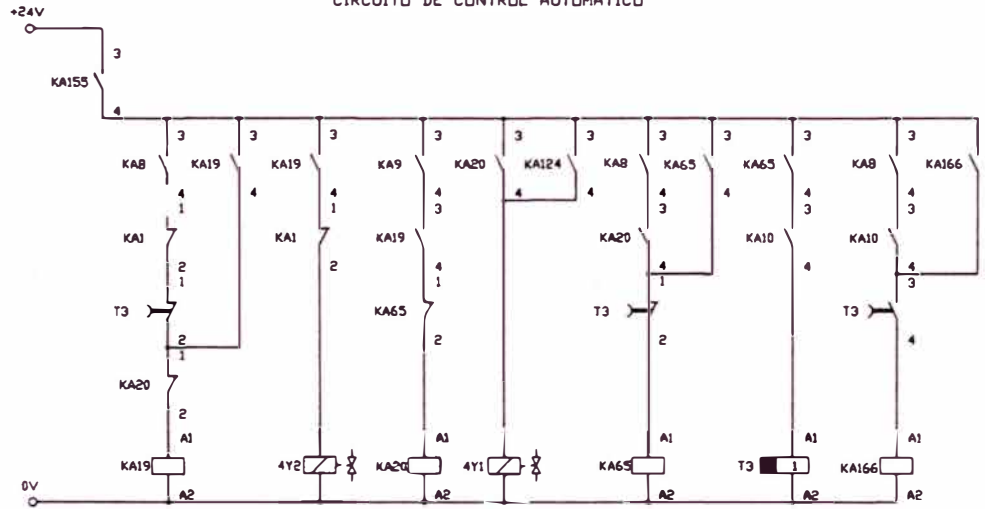 CIRCUITO DE CONTROL AUTOMATICO
+24V
3
KA155
4
3 3 3 3 3 3 3 3 3 3 3
KA8 KA19 KA19 KA9 KA20 KA124 KA8 KA65 KA65 KA8 KA166
4 4 4 4 4 4 4 4 4 4 4
1 1 3 3 3 3
KA1 KA1 KA19 KA20 KA10 KA10
2 2 4 4 4 4
1 1 1 3
T3 KA65 T3 T3
2 2 2 4
1
KA20
2
A1 A1 A1 A1 A1
KA19 4Y2 KA20 4Y1 KA65 T3 1 KA166
0V
A2 A2 A2 A2 A2